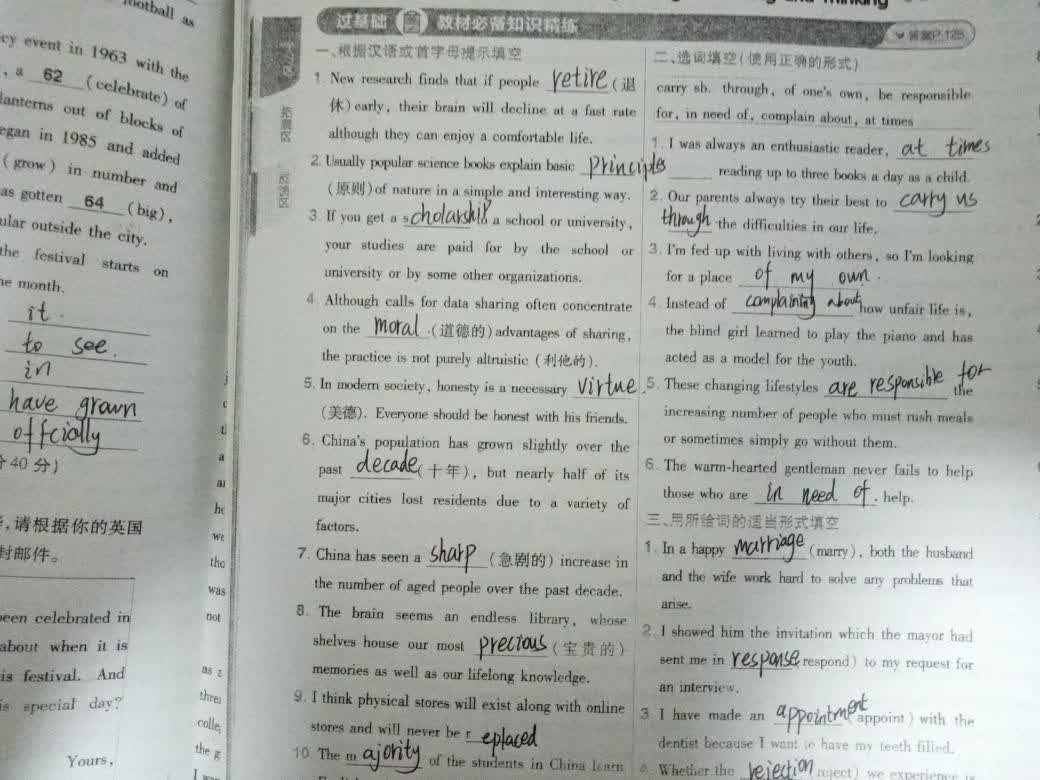 football as
cy event in 1963 with the
, a 62 (celebrate) of
lanterns out of blocks of
egan in 1985 and added
(grow) in number and
as gotten 64 (big),
ular outside the city.
the festival starts on
he month.
it.
to see.
in
have grown
offcially
个40分)
,请根据你的英国
封邮件。
een celebrated in
about when it is
is festival. And
is special day?
Yours,
we
tho
was
not
as
three
colle
the g
拓展区
过基础 教材必备知识精练
答案P.125
一、根据汉语或首字母提示填空
1. New research finds that if people retire (退
休) early, their brain will decline at a fast rate
although they can enjoy a comfortable life.
2. Usually popular science books explain basic principles
(原则) of nature in a simple and interesting way.
3. If you get a scholarship to a school or university,
your studies are paid for by the school or
university or by some other organizations.
4. Although calls for data sharing often concentrate
on the moral (道德的) advantages of sharing,
the practice is not purely altruistic (利他的).
5. In modern society, honesty is a necessary virtue
(美德). Everyone should be honest with his friends.
6. China's population has grown slightly over the
past decade (十年), but nearly half of its
major cities lost residents due to a variety of
factors.
7. China has seen a sharp (急剧的) increase in
the number of aged people over the past decade.
8. The brain seems an endless library, whose
shelves house our most precious (宝贵的)
memories as well as our lifelong knowledge.
9. I think physical stores will exist along with online
stores and will never be r eplaced
10. The m ajority of the students in China learn
二、选词填空(使用正确的形式)
carry sb. through, of one's own, be responsible
for, in need of, complain about, at times
1. I was always an enthusiastic reader, at times
reading up to three books a day as a child.
2. Our parents always try their best to carry us
through the difficulties in our life.
3. I'm fed up with living with others, so I'm looking
for a place of my own.
4. Instead of complaining about how unfair life is,
the blind girl learned to play the piano and has
acted as a model for the youth.
5. These changing lifestyles are responsible for the
increasing number of people who must rush meals
or sometimes simply go without them.
6. The warm-hearted gentleman never fails to help
those who are in need of. help.
三、用所给词的适当形式填空
1. In a happy marriage (marry), both the husband
and the wife work hard to solve any problems that
arise.
2. I showed him the invitation which the mayor had
sent me in response respond) to my request for
an interview.
3. I have made an appointment (appoint) with the
dentist because I want to have my teeth filled.
Whether the rejection reject) we experience is